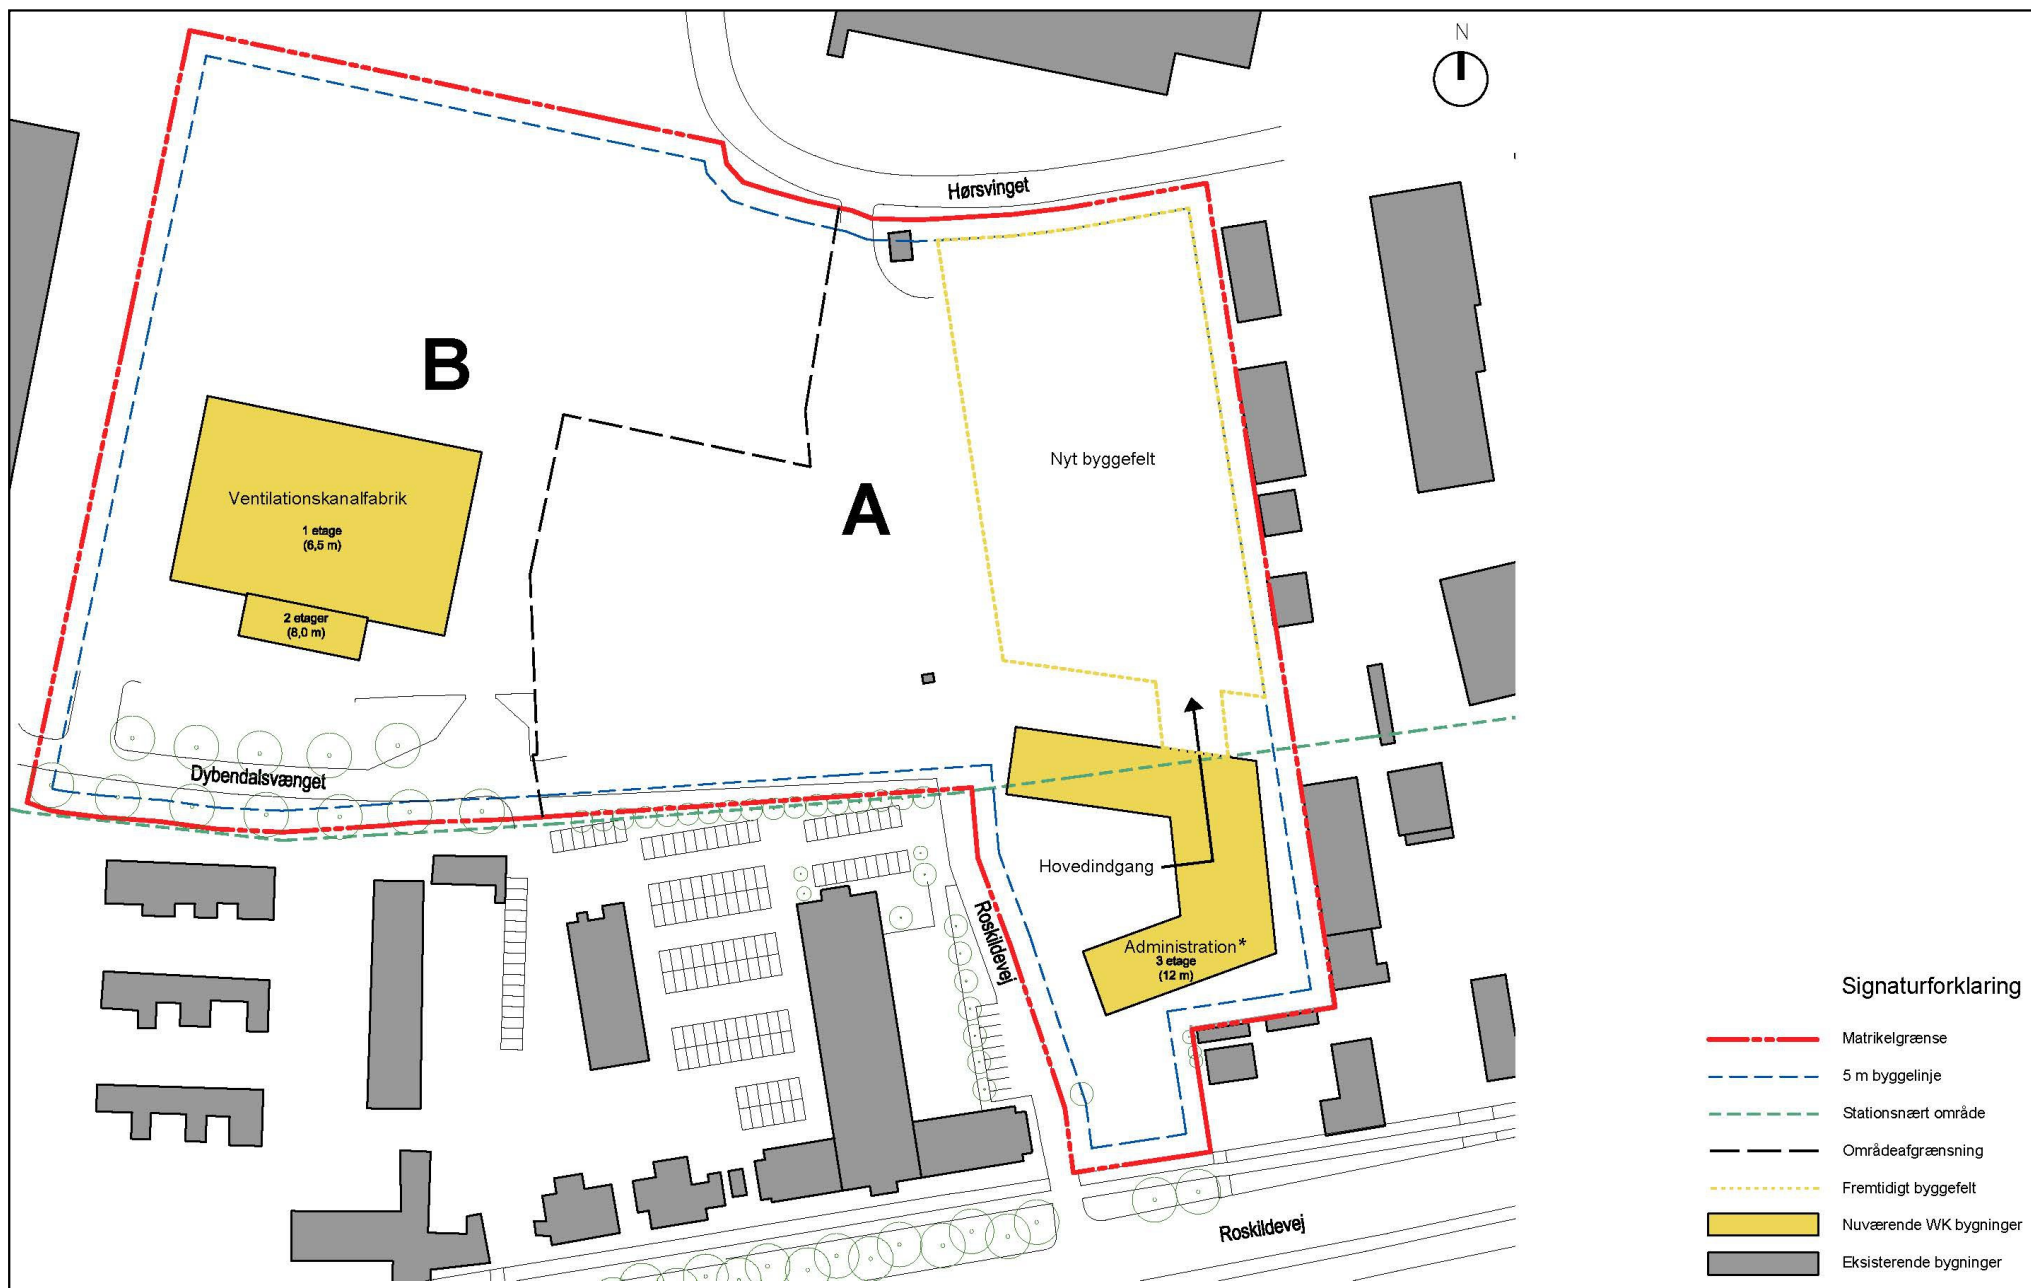 N
Hørsvinget
B
Nyt byggefelt
A
Ventilationskanalfabrik
1 etage
(6,5 m)
2 etager
(8,0 m)
Dybendalsvænget
Hovedindgang
Roskildevej
Administration*
3 etage
(12 m)
Roskildevej
Signaturforklaring
Matrikelgrænse
5 m byggelinje
Stationsnært område
Områdeafgrænsning
Fremtidigt byggefelt
Nuværende WK bygninger
Eksisterende bygninger